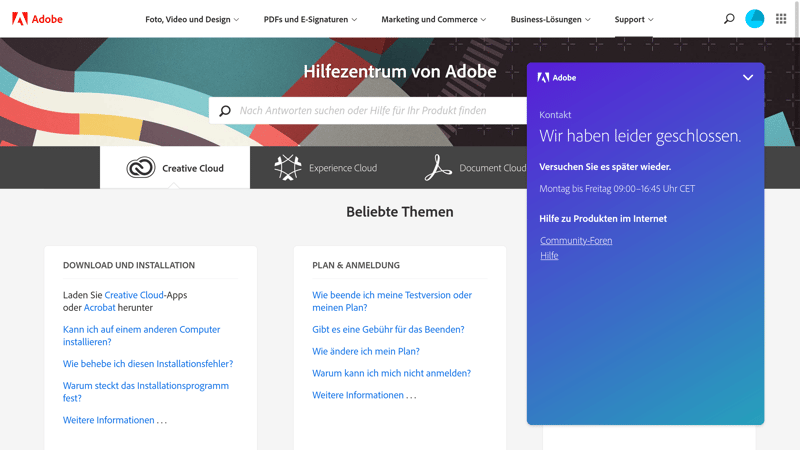 Adobe
Foto, Video und Design
PDFs und E-Signaturen
Marketing und Commerce
Business-Lösungen
Support
Hilfezentrum von Adobe
Nach Antworten suchen oder Hilfe für Ihr Produkt finden
Creative Cloud
Experience Cloud
Document Cloud
Beliebte Themen
DOWNLOAD UND INSTALLATION
Laden Sie Creative Cloud-Apps
oder Acrobat herunter
Kann ich auf einem anderen Computer
installieren?
Wie behebe ich diesen Installationsfehler?
Warum steckt das Installationsprogramm
fest?
Weitere Informationen . . .
PLAN & ANMELDUNG
Wie beende ich meine Testversion oder
meinen Plan?
Gibt es eine Gebühr für das Beenden?
Wie ändere ich mein Plan?
Warum kann ich mich nicht anmelden?
Weitere Informationen . . .
Adobe
Kontakt
Wir haben leider geschlossen.
Versuchen Sie es später wieder.
Montag bis Freitag 09:00–16:45 Uhr CET
Hilfe zu Produkten im Internet
Community-Foren
Hilfe